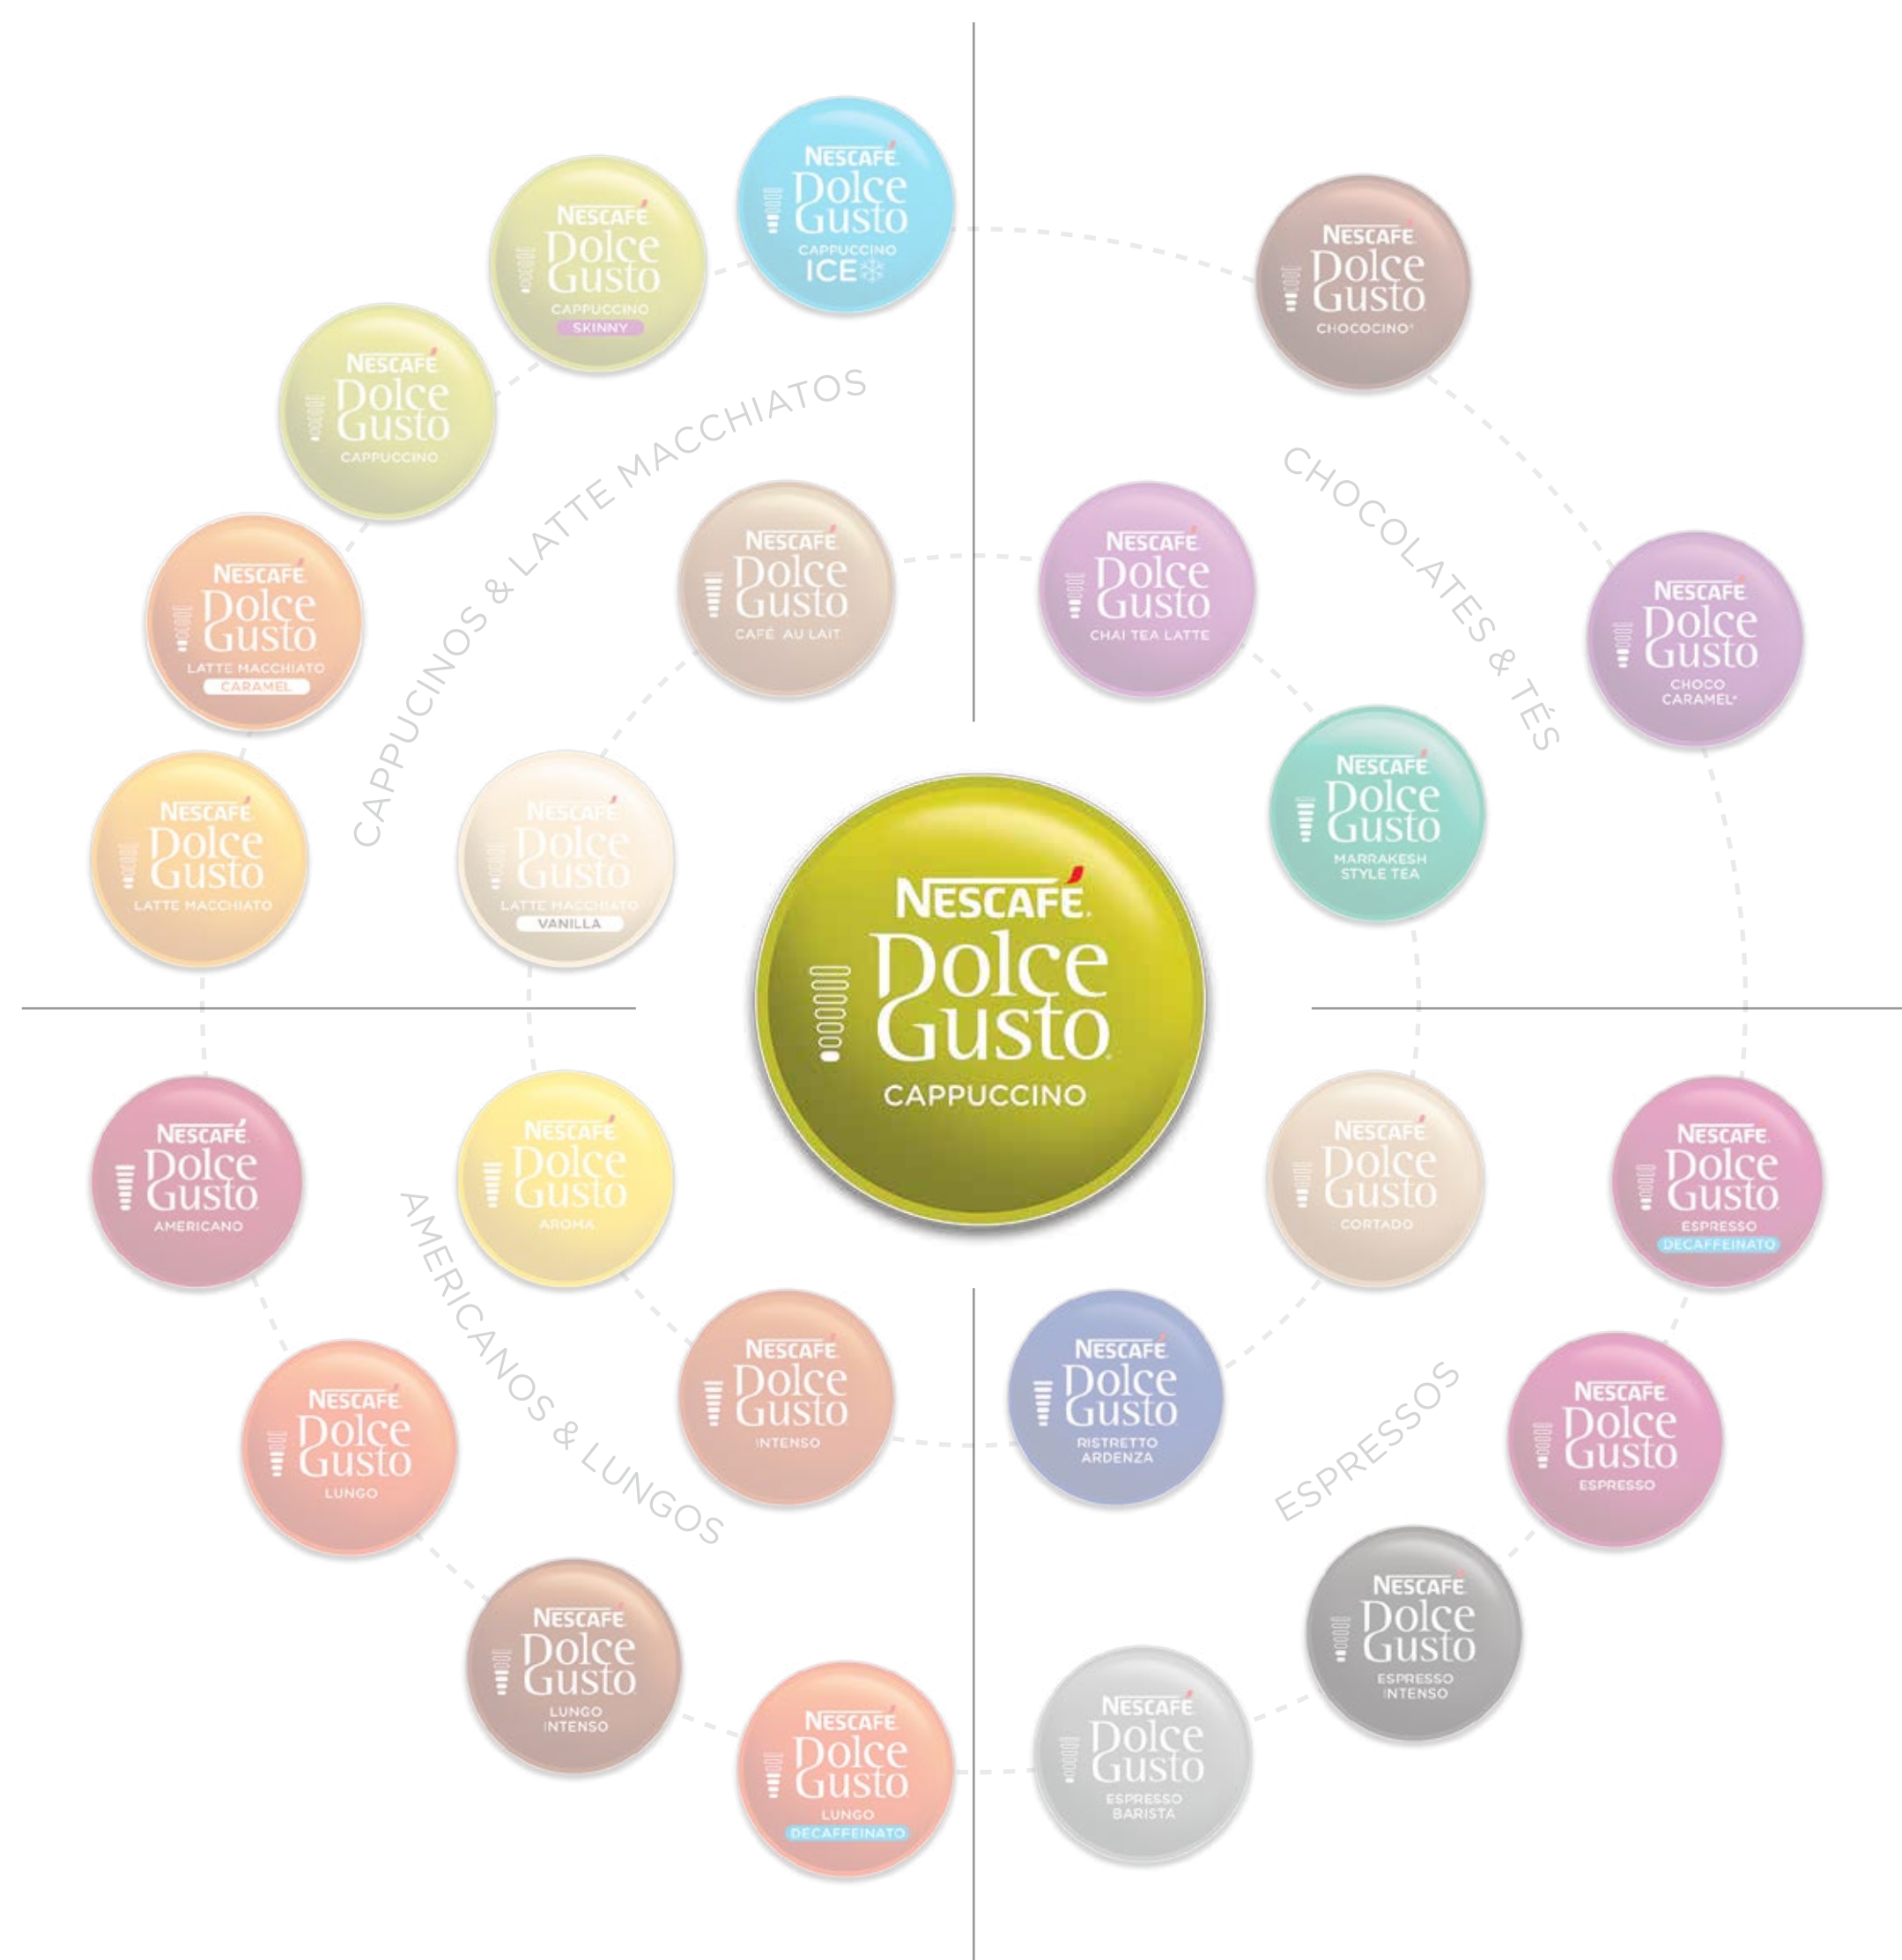 NESCAFÉ
Dolce
Gusto
CAPPUCCINO
ICE
NESCAFÉ
Dolce
Gusto
CAPPUCCINO
SKINNY
NESCAFÉ
Dolce
Gusto
CAPPUCCINO
NESCAFÉ
Dolce
Gusto
LATTE MACCHIATO
CARAMEL
NESCAFÉ
Dolce
Gusto
LATTE MACCHIATO
CAPPUCINOS & LATTE MACCHIATOS
NESCAFÉ
Dolce
Gusto
CAFÉ AU LAIT
NESCAFÉ
Dolce
Gusto
LATTE MACCHIATO
VANILLA
NESCAFÉ
Dolce
Gusto
CHOCOCINO*
CHOCOLATES & TÉS
NESCAFÉ
Dolce
Gusto
CHAI TEA LATTE
NESCAFÉ
Dolce
Gusto
CHOCO
CARAMEL*
NESCAFÉ
Dolce
Gusto
MARRAKESH
STYLE TEA
NESCAFÉ.
Dolce
Gusto
CAPPUCCINO
NESCAFÉ
Dolce
Gusto
AMERICANO
NESCAFÉ
Dolce
Gusto
AROMA
AMERICANOS & LUNGOS
NESCAFÉ
Dolce
Gusto
INTENSO
NESCAFÉ
Dolce
Gusto
LUNGO
NESCAFÉ
Dolce
Gusto
LUNGO
INTENSO
NESCAFÉ
Dolce
Gusto
LUNGO
DECAFFEINATO
NESCAFÉ
Dolce
Gusto
CORTADO
NESCAFÉ
Dolce
Gusto
ESPRESSO
DECAFFEINATO
NESCAFÉ
Dolce
Gusto
RISTRETTO
ARDENZA
ESPRESSOS
NESCAFÉ
Dolce
Gusto
ESPRESSO
NESCAFÉ
Dolce
Gusto
ESPRESSO
INTENSO
NESCAFÉ
Dolce
Gusto
ESPRESSO
BARISTA